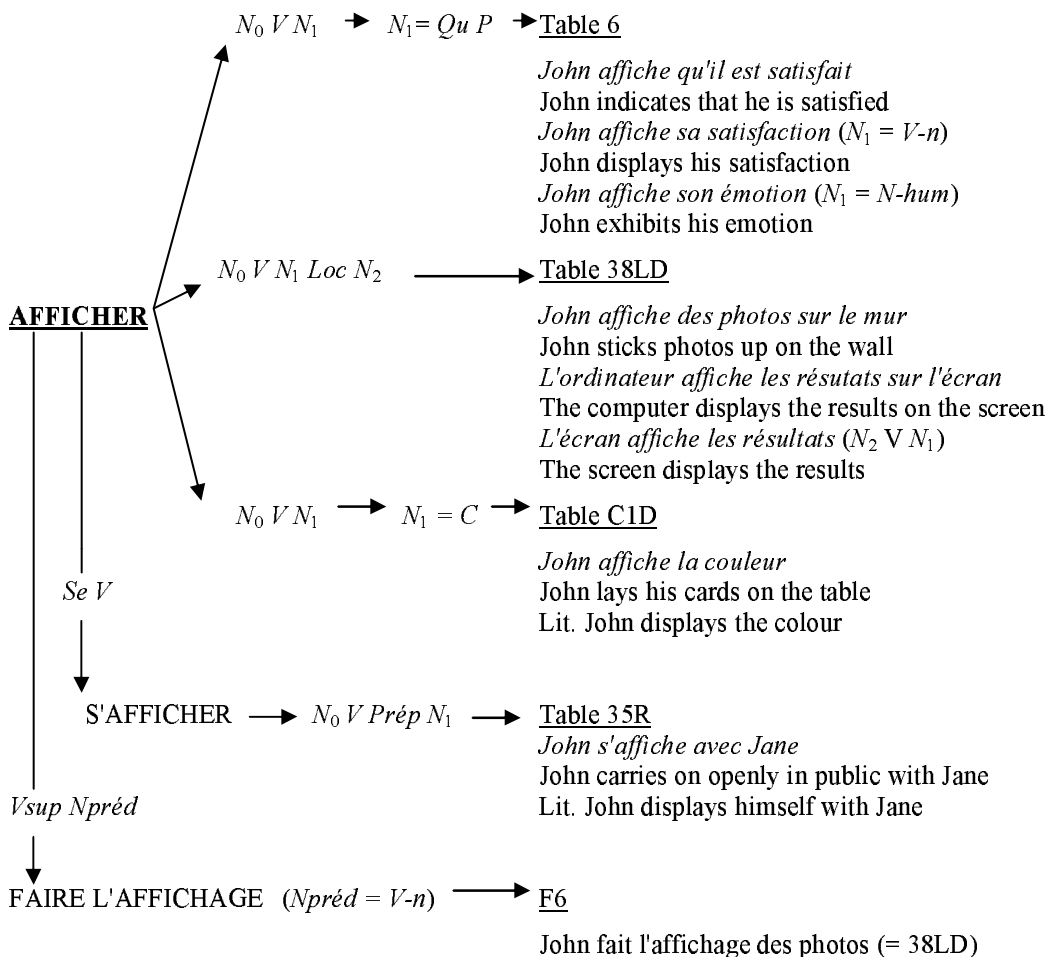 N0 V N1 N1= Qu P Table 6
John affiche qu'il est satisfait
John indicates that he is satisfied
John affiche sa satisfaction (N1 = V-n)
John displays his satisfaction
John affiche son émotion (N1 = N-hum)
John exhibits his emotion
N0 V N1 Loc N2 Table 38LD
AFFICHER John affiche des photos sur le mur
John sticks photos up on the wall
L'ordinateur affiche les résutats sur l'écran
The computer displays the results on the screen
L'écran affiche les résultats (N2 V N1)
The screen displays the results
N0 V N1 N1 = C Table C1D
John affiche la couleur
Se V John lays his cards on the table
Lit. John displays the colour
S'AFFICHER N0 V Prép N1 Table 35R
John s'affiche avec Jane
John carries on openly in public with Jane
Vsup Npréd Lit. John displays himself with Jane
FAIRE L'AFFICHAGE (Npréd = V-n) F6
John fait l'affichage des photos (= 38LD)